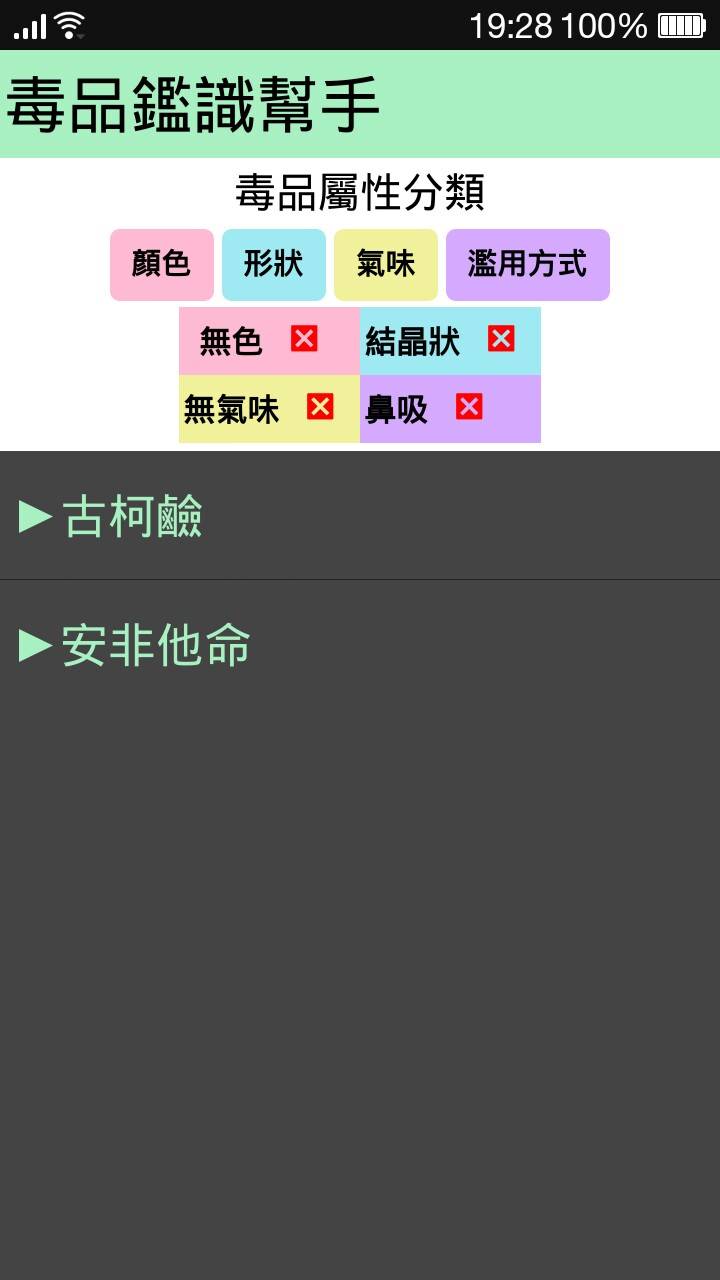 19:28 100%
毒品鑑識幫手
毒品屬性分類
顏色 形狀 氣味 濫用方式
無色 結晶狀
無氣味 鼻吸
▶古柯鹼
▶安非他命